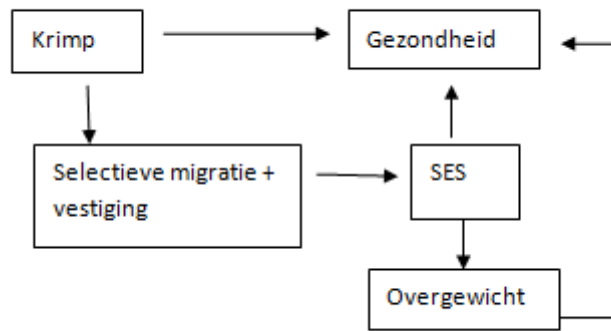 Krimp
Gezondheid
Selectieve migratie +
vestiging
SES
Overgewicht